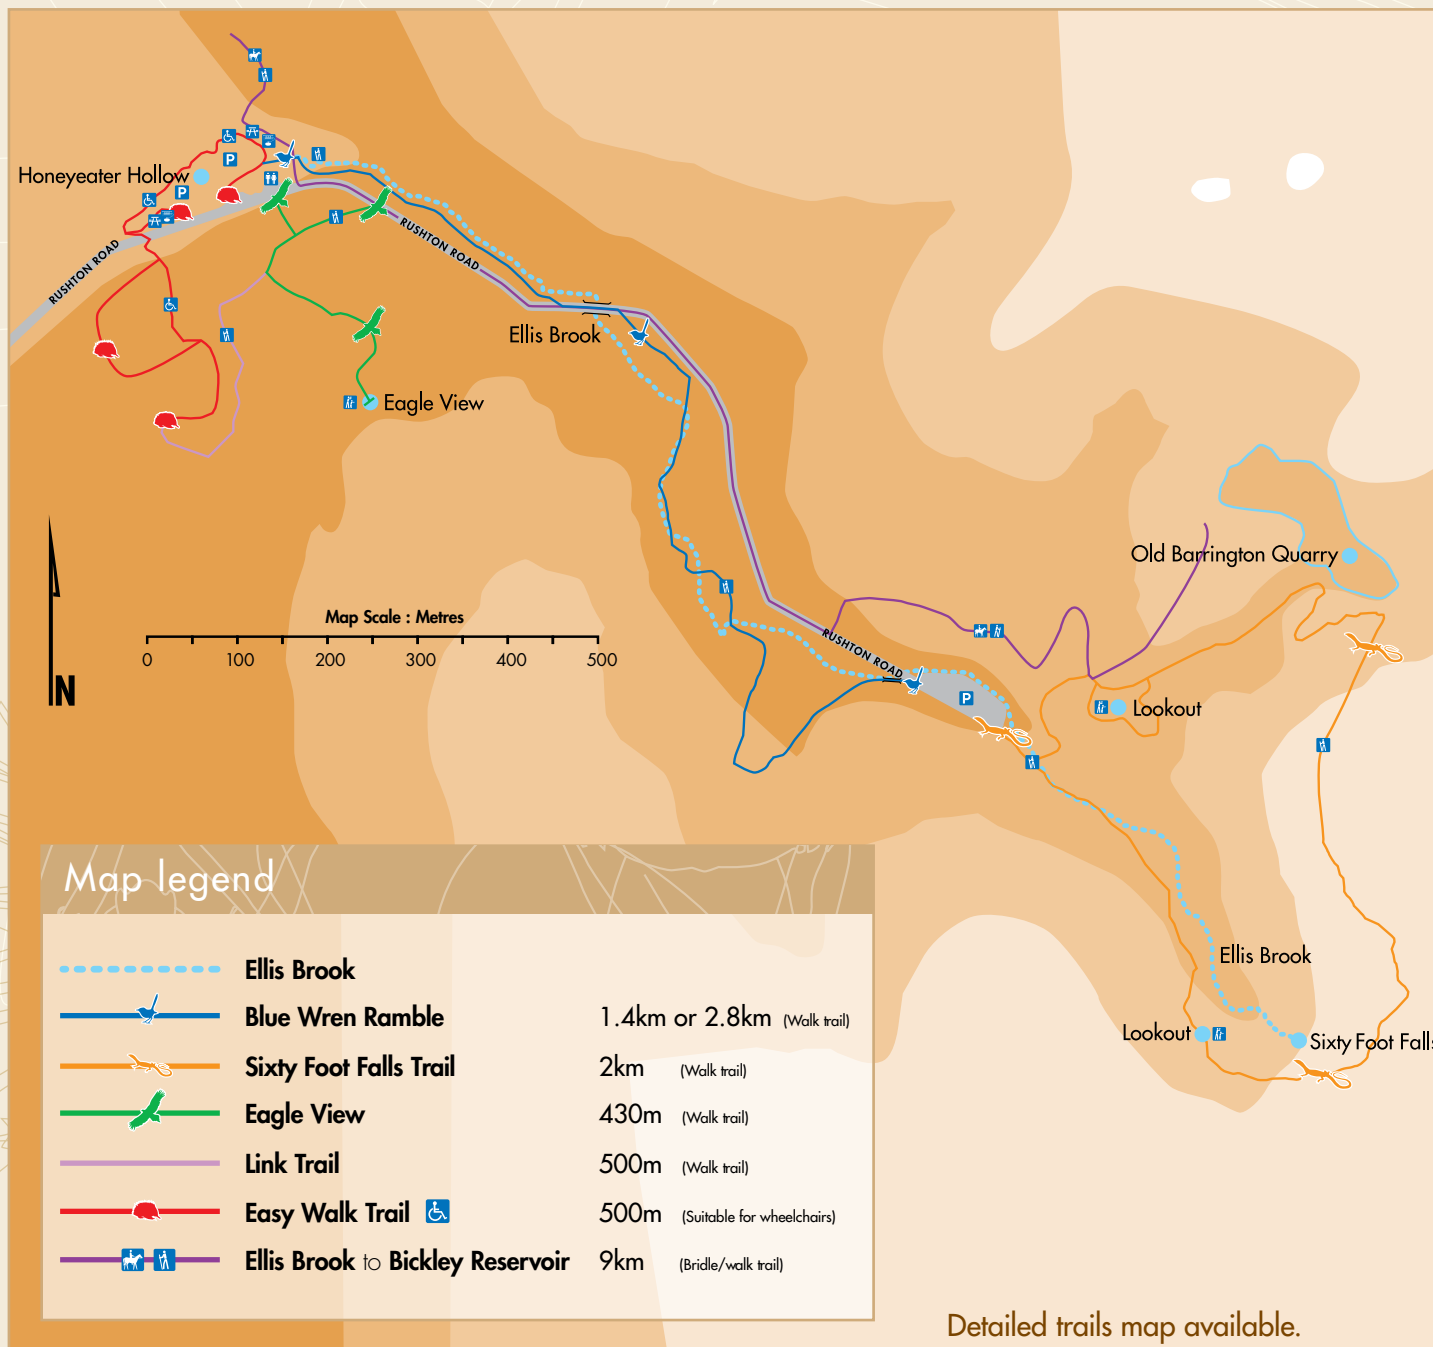 Honeyeater Hollow
P
P
RUSHTON ROAD
RUSHTON ROAD
Ellis Brook
Eagle View
Old Barrington Quarry
Map Scale : Metres
0 100 200 300 400 500
N
RUSHTON ROAD
P
Lookout
Ellis Brook
Lookout
Sixty Foot Falls
Map legend
Ellis Brook
Blue Wren Ramble 1.4km or 2.8km (Walk trail)
Sixty Foot Falls Trail 2km (Walk trail)
Eagle View 430m (Walk trail)
Link Trail 500m (Walk trail)
Easy Walk Trail 500m (Suitable for wheelchairs)
Ellis Brook to Bickley Reservoir 9km (Bridle/walk trail)
Detailed trails map available.